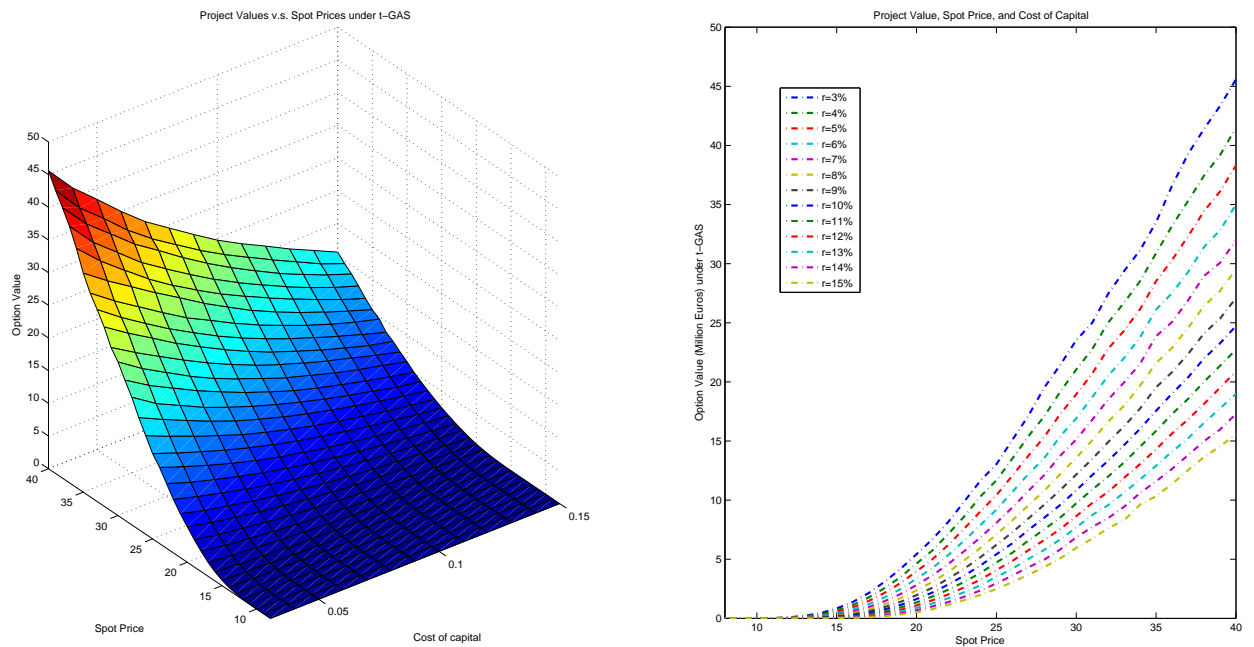 Project Values v.s. Spot Prices under t−GAS
50
45
40
35
30
25
20
15
10
5
0
Option Value
40
35
30
25
20
15
10
Spot Price
0.05
0.1
0.15
Cost of capital
Project Value, Spot Price, and Cost of Capital
50
45
40
35
30
25
20
15
10
5
0
Option Value (Million Euros) under t−GAS
r=3%
r=4%
r=5%
r=6%
r=7%
r=8%
r=9%
r=10%
r=11%
r=12%
r=13%
r=14%
r=15%
10
15
20
25
30
35
40
Spot Price